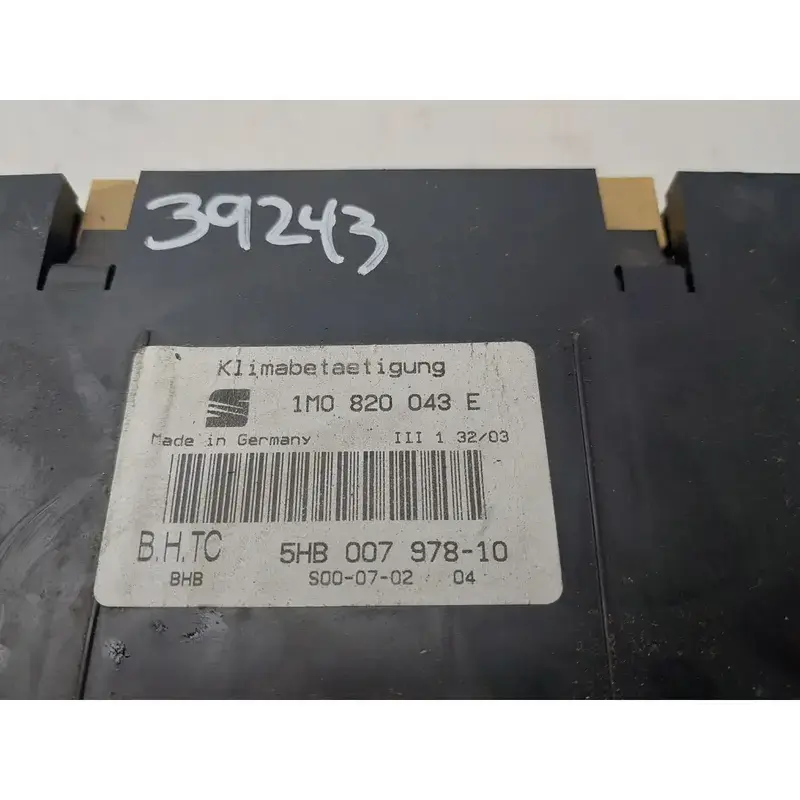 39243
Klimabetaetigung
1M0 820 043 E
Made in Germany III 1 32/03
B.H.TC 5HB 007 978-10
BHB S00-07-02 04